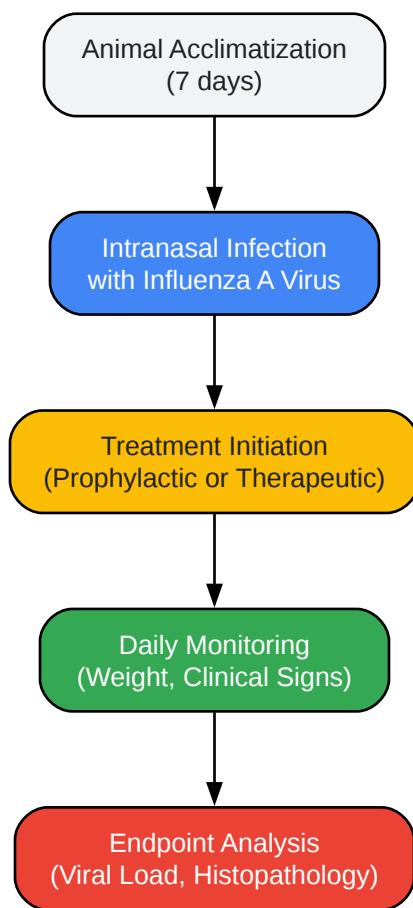 Animal Acclimatization
(7 days)
Intranasal Infection
with Influenza A Virus
Treatment Initiation
(Prophylactic or Therapeutic)
Daily Monitoring
(Weight, Clinical Signs)
Endpoint Analysis
(Viral Load, Histopathology)